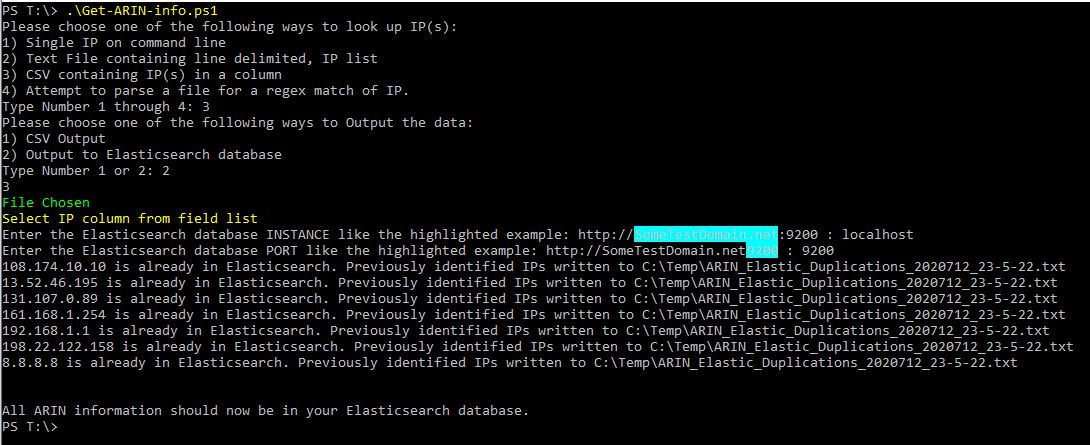 PS T:\> .\Get-ARIN-info.ps1
Please choose one of the following ways to look up IP(s):
1) Single IP on command line
2) Text File containing line delimited, IP list
3) CSV containing IP(s) in a column
4) Attempt to parse a file for a regex match of IP.
Type Number 1 through 4: 3
Please choose one of the following ways to Output the data:
1) CSV Output
2) Output to Elasticsearch database
Type Number 1 or 2: 2
3
File Chosen
Select IP column from field list
Enter the Elasticsearch database INSTANCE like the highlighted example: http://SomeTestDomain.net:9200 : localhost
Enter the Elasticsearch database PORT like the highlighted example: http://SomeTestDomain.net9200 : 9200
108.174.10.10 is already in Elasticsearch. Previously identified IPs written to C:\Temp\ARIN_Elastic_Duplications_2020712_23-5-22.txt
13.52.46.195 is already in Elasticsearch. Previously identified IPs written to C:\Temp\ARIN_Elastic_Duplications_2020712_23-5-22.txt
131.107.0.89 is already in Elasticsearch. Previously identified IPs written to C:\Temp\ARIN_Elastic_Duplications_2020712_23-5-22.txt
161.168.1.254 is already in Elasticsearch. Previously identified IPs written to C:\Temp\ARIN_Elastic_Duplications_2020712_23-5-22.txt
192.168.1.1 is already in Elasticsearch. Previously identified IPs written to C:\Temp\ARIN_Elastic_Duplications_2020712_23-5-22.txt
198.22.122.158 is already in Elasticsearch. Previously identified IPs written to C:\Temp\ARIN_Elastic_Duplications_2020712_23-5-22.txt
8.8.8.8 is already in Elasticsearch. Previously identified IPs written to C:\Temp\ARIN_Elastic_Duplications_2020712_23-5-22.txt
All ARIN information should now be in your Elasticsearch database.
PS T:\>